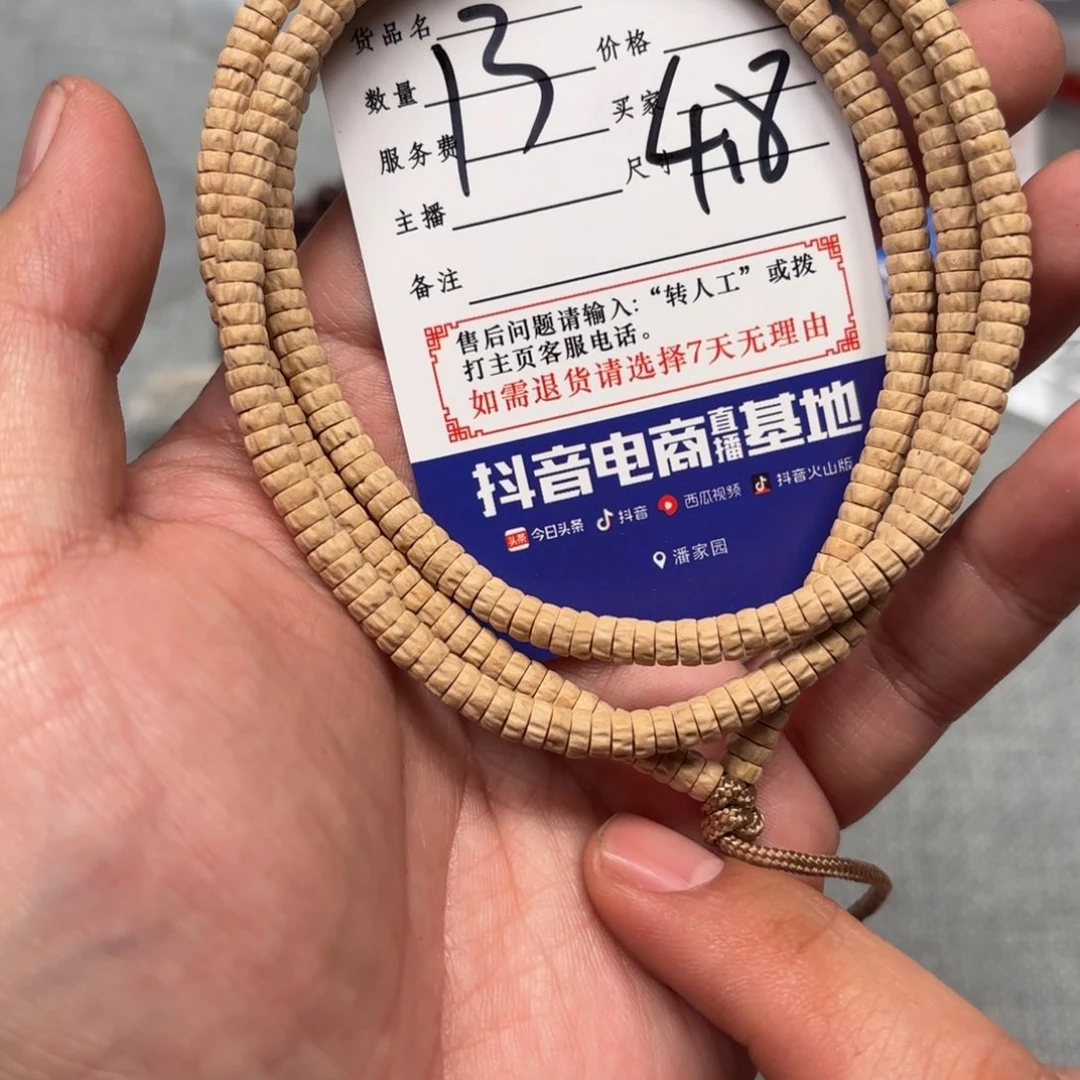 货品名 价格
数量 买家
服务费 尺寸
主播
备注
13
418
售后问题请输入：“转人工”或拨
打主页客服电话。
如需退货请选择7天无理由
抖音电商直播基地
头条 今日头条 抖音 西瓜视频 抖音火山版
潘家园